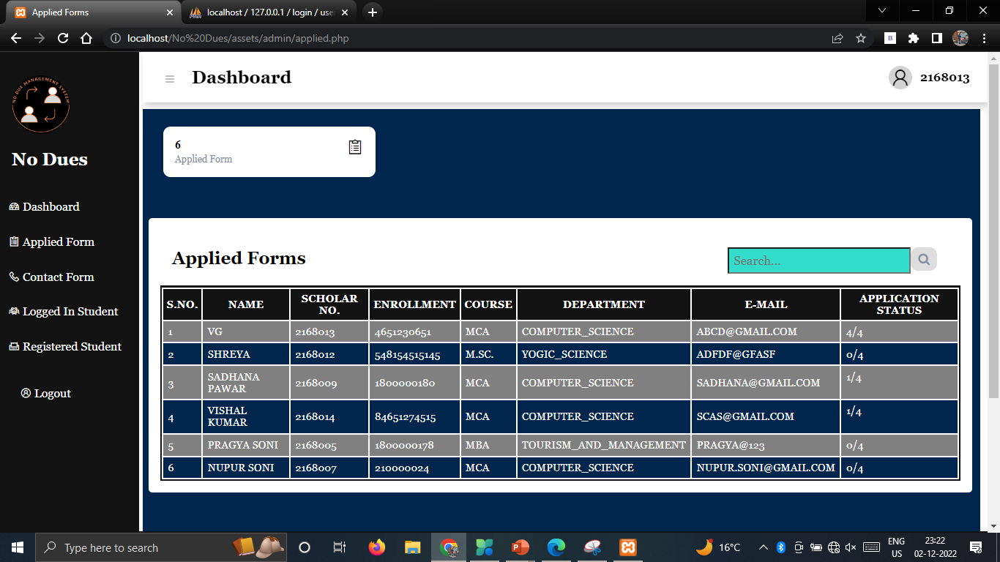 Applied Forms
localhost / 127.0.0.1 / login / use
localhost/No%20Dues/assets/admin/applied.php
NO DUE MANAGEMENT SYSTEM
No Dues
Dashboard
Applied Form
Contact Form
Logged In Student
Registered Student
Logout
Dashboard
2168013
6
Applied Form
Applied Forms
Search...
S.NO. NAME SCHOLAR NO. ENROLLMENT COURSE DEPARTMENT E-MAIL APPLICATION STATUS
1 VG 2168013 4651230651 MCA COMPUTER_SCIENCE ABCD@GMAIL.COM 4/4
2 SHREYA 2168012 548154515145 M.SC. YOGIC_SCIENCE ADFDF@GFASF 0/4
3 SADHANA PAWAR 2168009 1800000180 MCA COMPUTER_SCIENCE SADHANA@GMAIL.COM 1/4
4 VISHAL KUMAR 2168014 84651274515 MCA COMPUTER_SCIENCE SCAS@GMAIL.COM 1/4
5 PRAGYA SONI 2168005 1800000178 MBA TOURISM_AND_MANAGEMENT PRAGYA@123 0/4
6 NUPUR SONI 2168007 210000024 MCA COMPUTER_SCIENCE NUPUR.SONI@GMAIL.COM 0/4
Type here to search
16°C
ENG
US
23:22
02-12-2022